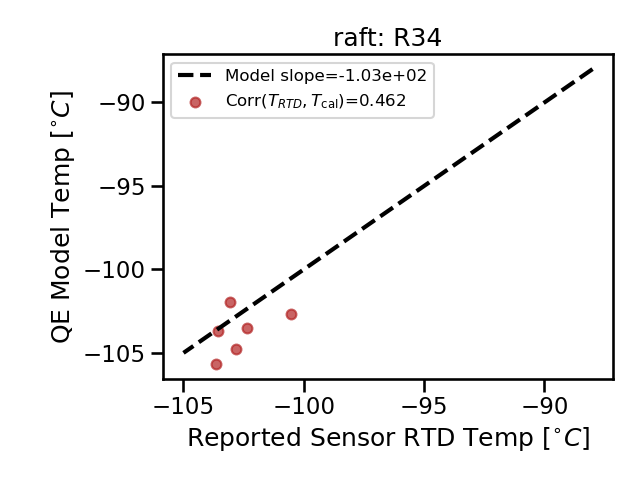 raft: R34
Model slope=-1.03e+02
Corr(T_RTD, T_cal)=0.462
QE Model Temp [°C]
−90
−95
−100
−105
−105 −100 −95 −90
Reported Sensor RTD Temp [°C]